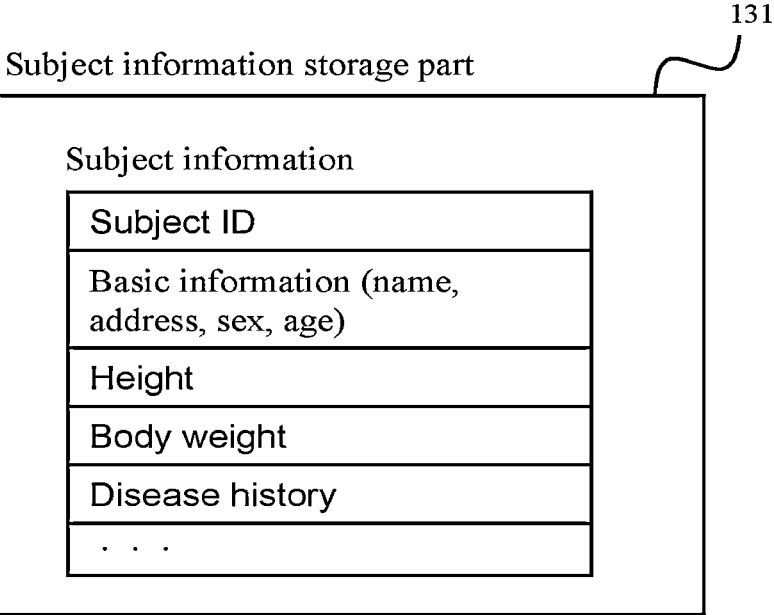 131
Subject information storage part
Subject information
Subject ID
Basic information (name,
address, sex, age)
Height
Body weight
Disease history
. . .